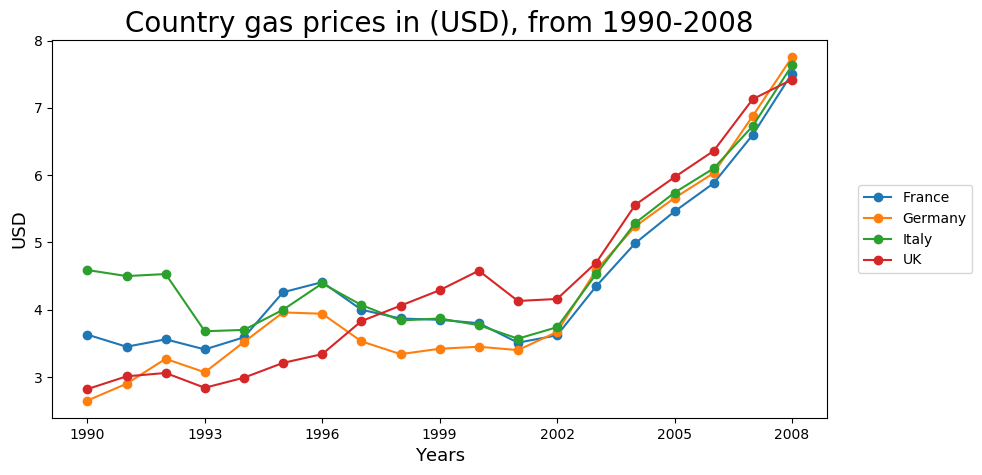 Country gas prices in (USD), from 1990-2008
8
7
6
5
4
3
USD
1990 1993 1996 1999 2002 2005 2008
Years
France
Germany
Italy
UK